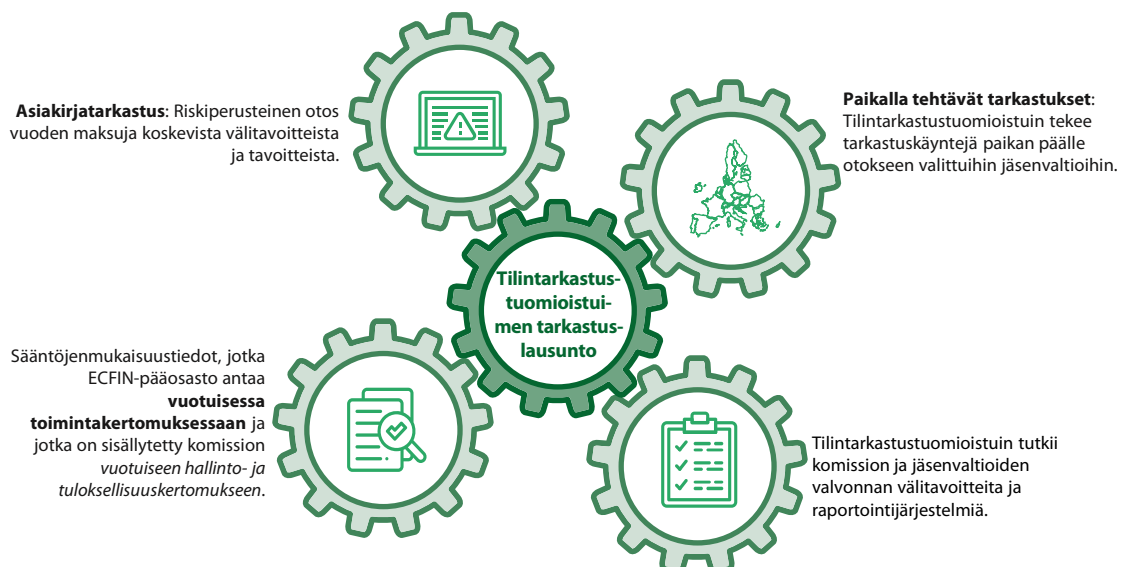 Asiakirjatarkastus: Riskiperusteinen otos
vuoden maksuja koskevista välitavoitteista
ja tavoitteista.
Paikalla tehtävät tarkastukset:
Tilintarkastustuomioistuin tekee
tarkastuskäyntejä paikan päälle
otokseen valittuihin jäsenvaltioihin.
Tilintarkastus-
tuomioistui-
men tarkastus-
lausunto
Sääntöjenmukaisuustiedot, jotka
ECFIN-pääosasto antaa
vuotuisessa
toimintakertomuksessaan ja
jotka on sisällytetty komission
vuotuiseen hallinto- ja
tuloksellisuuskertomukseen.
Tilintarkastustuomioistuin tutkii
komission ja jäsenvaltioiden
valvonnan välitavoitteita ja
raportointijärjestelmiä.